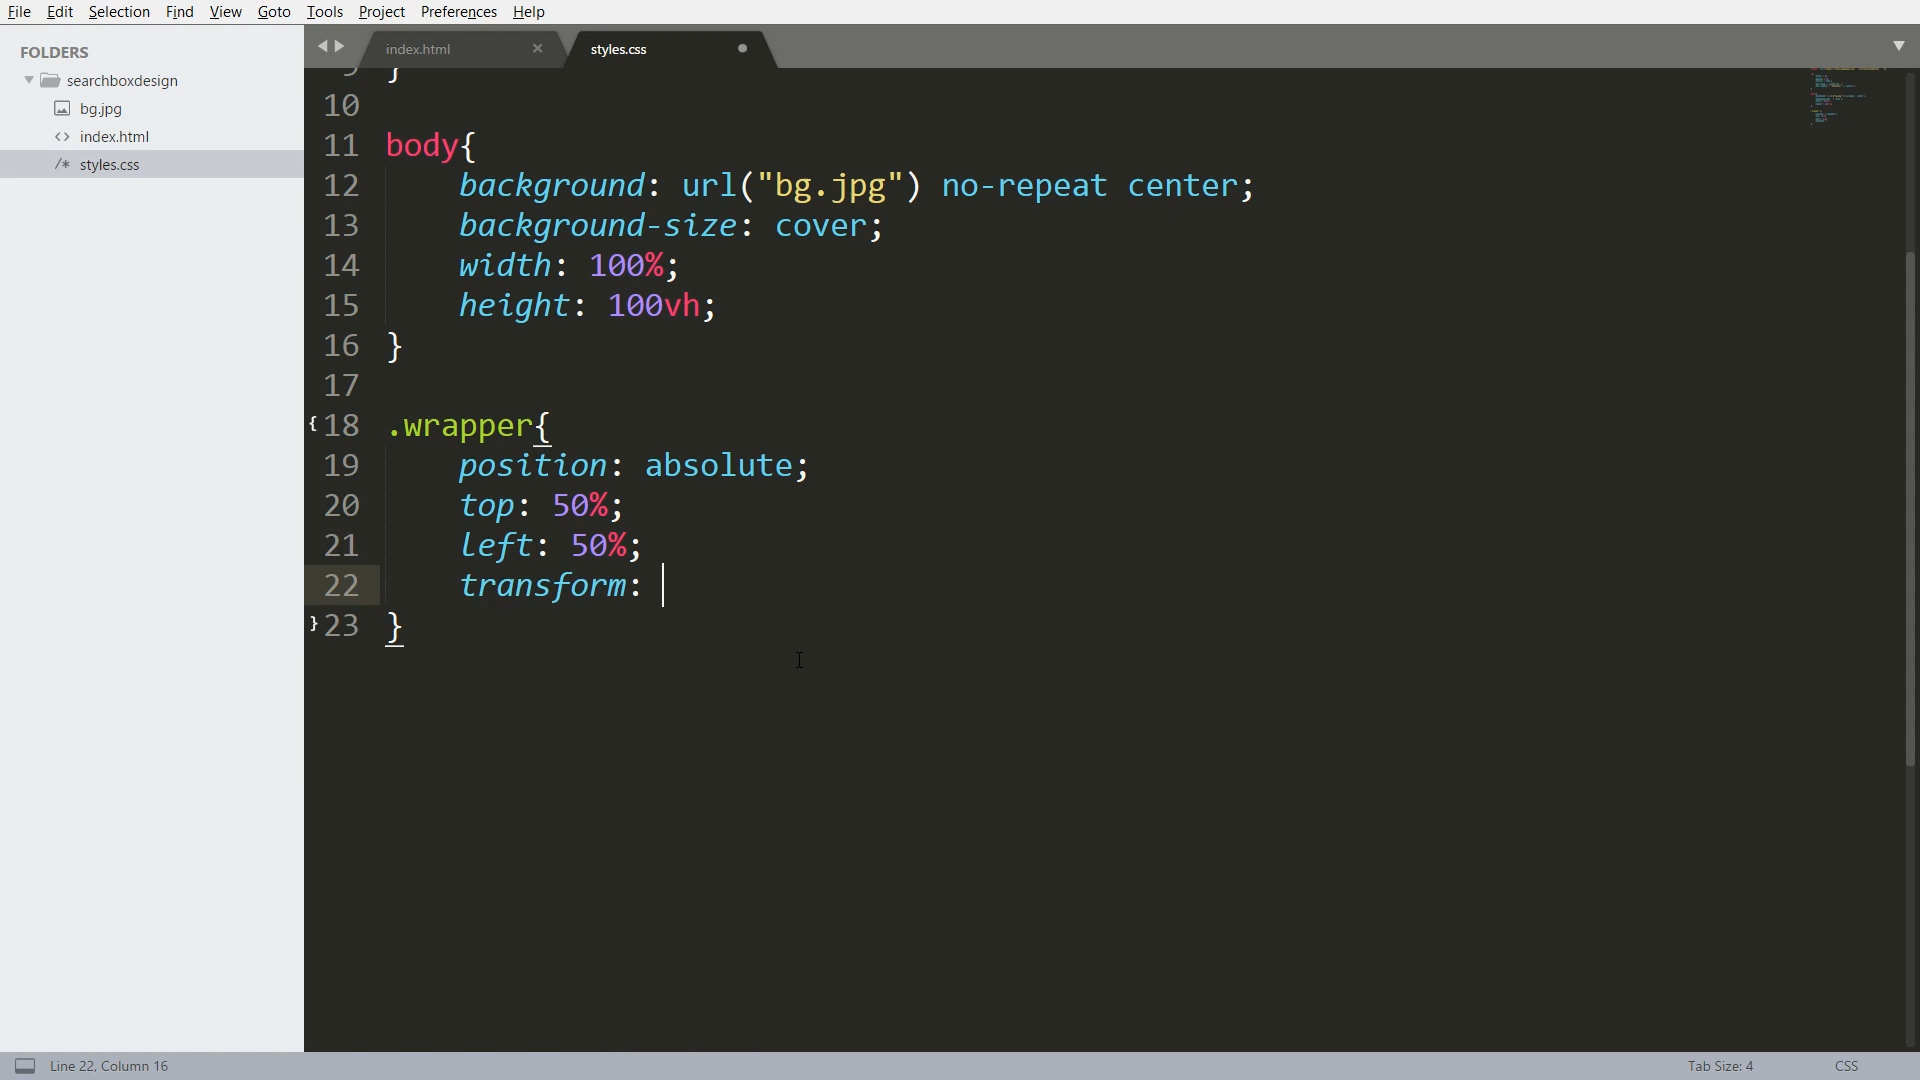 File Edit Selection Find View Goto Tools Project Preferences Help
FOLDERS
searchboxdesign
bg.jpg
index.html
/* styles.css
index.html × styles.css
9 }
10
11 body{
12 background: url("bg.jpg") no-repeat center;
13 background-size: cover;
14 width: 100%;
15 height: 100vh;
16 }
17
{ 18 .wrapper{
19 position: absolute;
20 top: 50%;
21 left: 50%;
22 transform:
} 23 }
Line 22, Column 16 Tab Size: 4 CSS